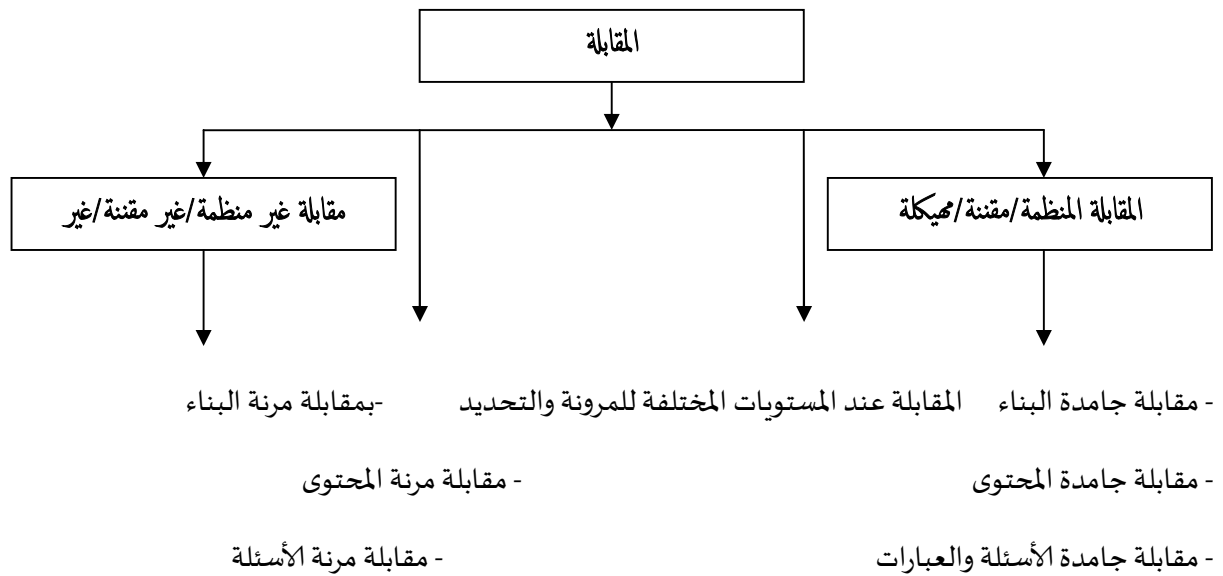 المقابلة
المقابلة المنظمة/مقننة/مهيكلة
مقابلة غير منظمة/غير مقننة/غير
- مقابلة جامدة البناء المقابلة عند المستويات المختلفة للمرونة والتحديد -بمقابلة مرنة البناء
- مقابلة جامدة المحتوى - مقابلة مرنة المحتوى
- مقابلة جامدة الأسئلة والعبارات - مقابلة مرنة الأسئلة